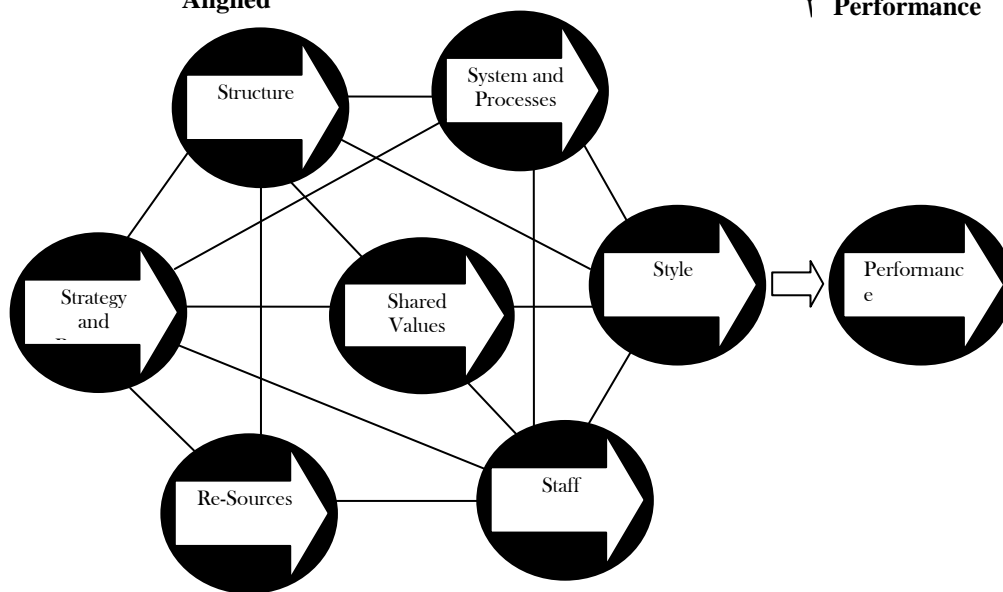 Aligned
Performance
Structure
System and
Processes
Strategy
and
Shared
Values
Style
Performanc
e
Re-Sources
Staff